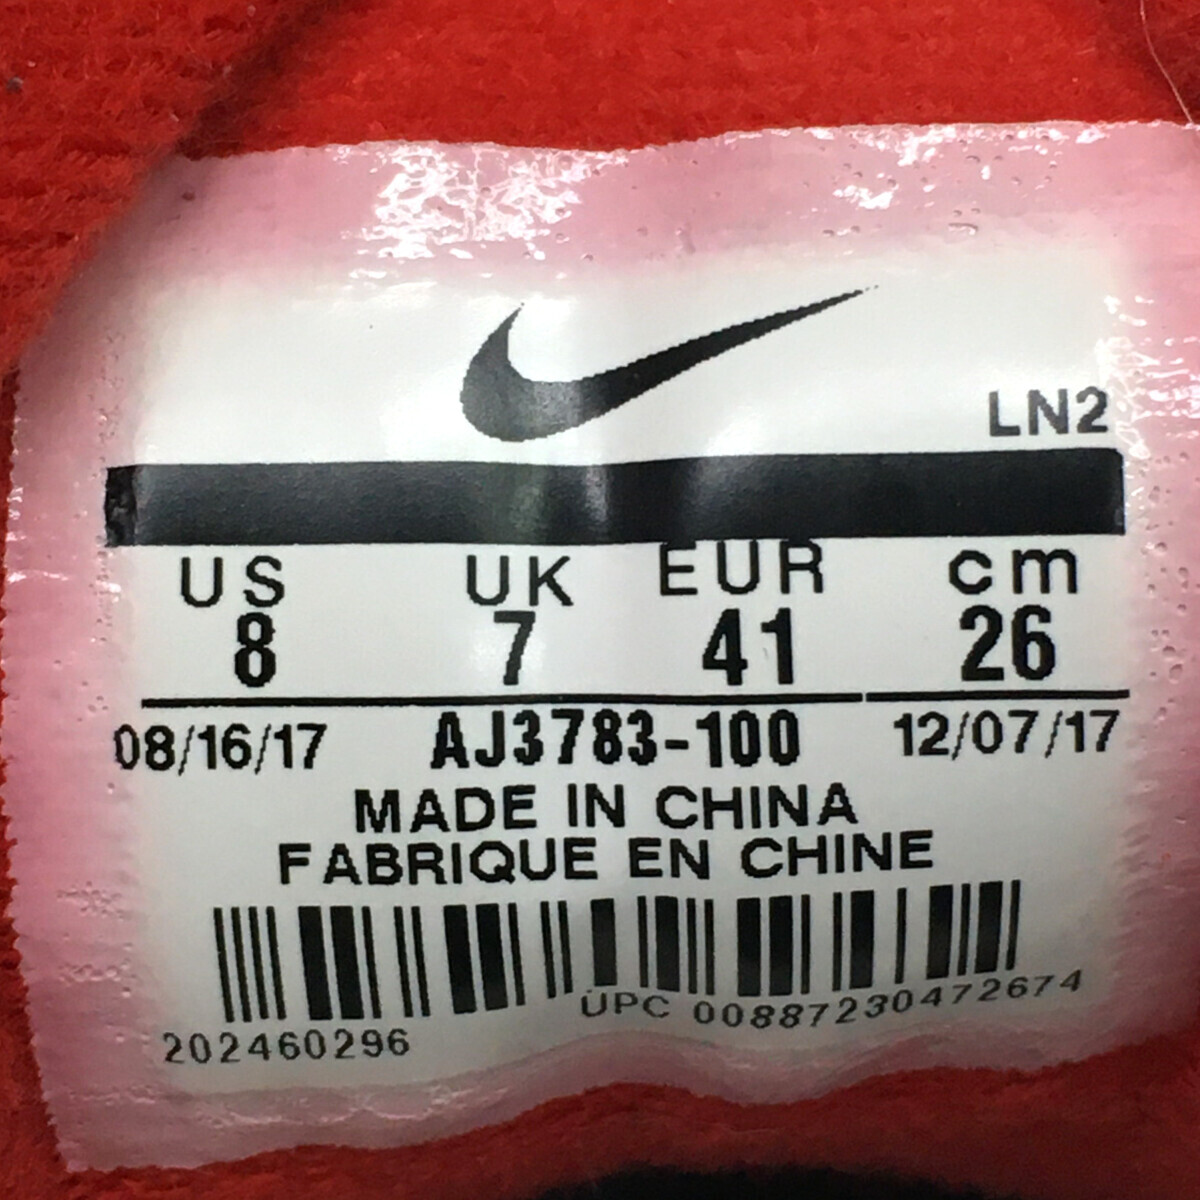 LN2
US UK EUR cm
8 7 41 26
08/16/17 AJ3783-100 12/07/17
MADE IN CHINA
FABRIQUE EN CHINE
202460296 UPC 00887230472674